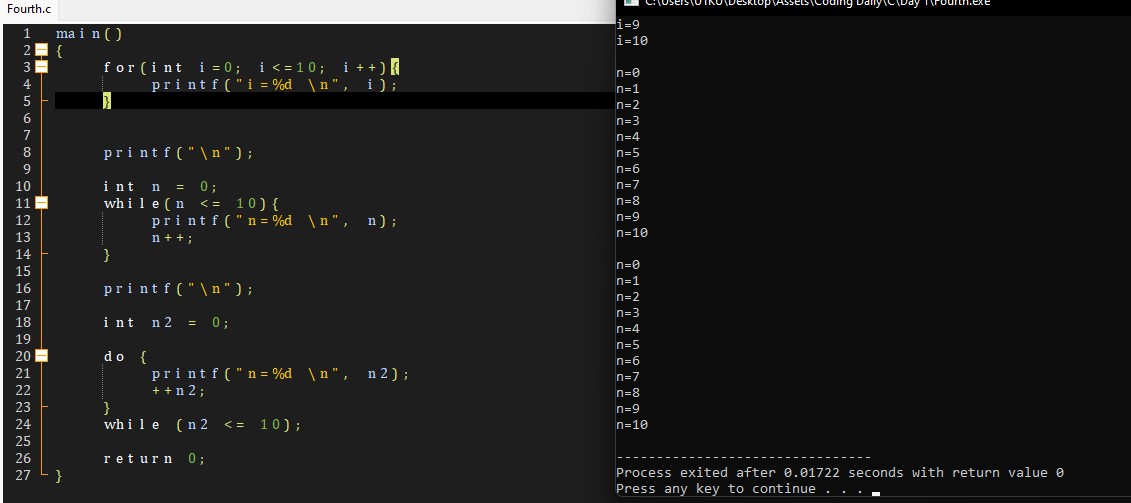 Fourth.c
1 main()
2 {
3 for(int i=0; i<=10; i++){
4 printf("i=%d \n", i);
5 }
6
7
8 printf("\n");
9
10 int n = 0;
11 while(n <= 10){
12 printf("n=%d \n", n);
13 n++;
14 }
15
16 printf("\n");
17
18 int n2 = 0;
19
20 do {
21 printf("n=%d \n", n2);
22 ++n2;
23 }
24 while (n2 <= 10);
25
26 return 0;
27 }
C:\Users\UTKU\Desktop\Assets\Coding Daily\C\Day 1\Fourth.exe
i=9
i=10
n=0
n=1
n=2
n=3
n=4
n=5
n=6
n=7
n=8
n=9
n=10
n=0
n=1
n=2
n=3
n=4
n=5
n=6
n=7
n=8
n=9
n=10
--------------------------------
Process exited after 0.01722 seconds with return value 0
Press any key to continue . . .